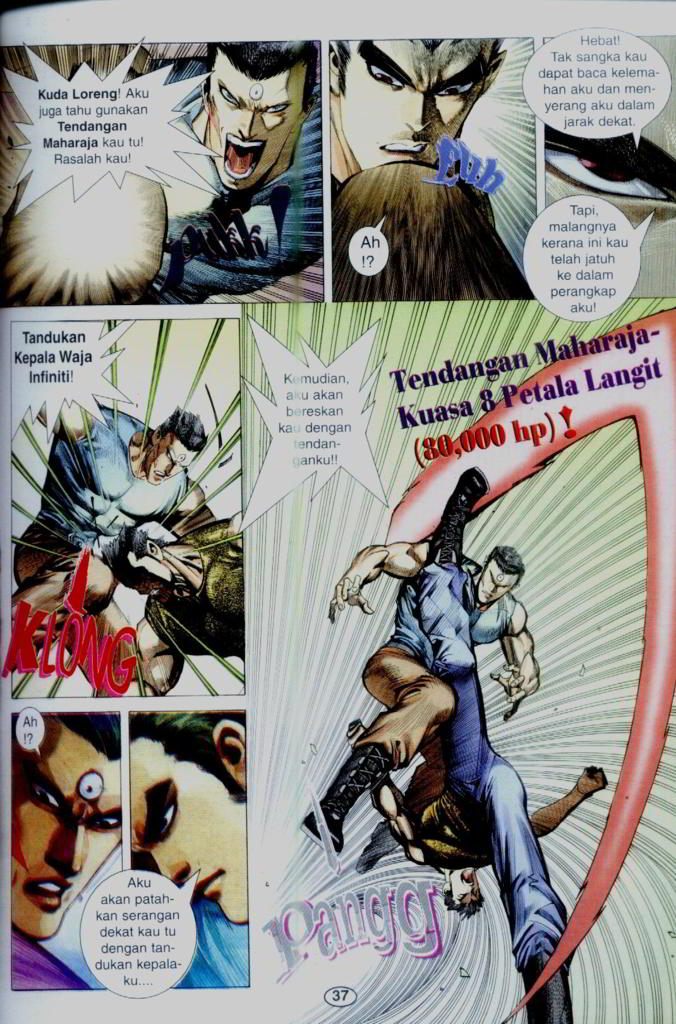 Kuda Loreng! Aku
juga tahu gunakan
Tendangan
Maharaja kau tu!
Rasalah kau!
pukk!
Puh
Ah
!?
Hebat!
Tak sangka kau
dapat baca kelema-
han aku dan men-
yerang aku dalam
jarak dekat.
Tapi,
malangnya
kerana ini kau
telah jatuh
ke dalam
perangkap
aku!
Tandukan
Kepala Waja
Infiniti!
KLONG
Kemudian,
aku akan
bereskan
kau dengan
tendan-
ganku!!
Tendangan Maharaja-
Kuasa 8 Petala Langit
(80,000 hp)!
Ah
!?
Aku
akan patah-
kan serangan
dekat kau tu
dengan tan-
dukan kepala-
ku....
Pangg
37